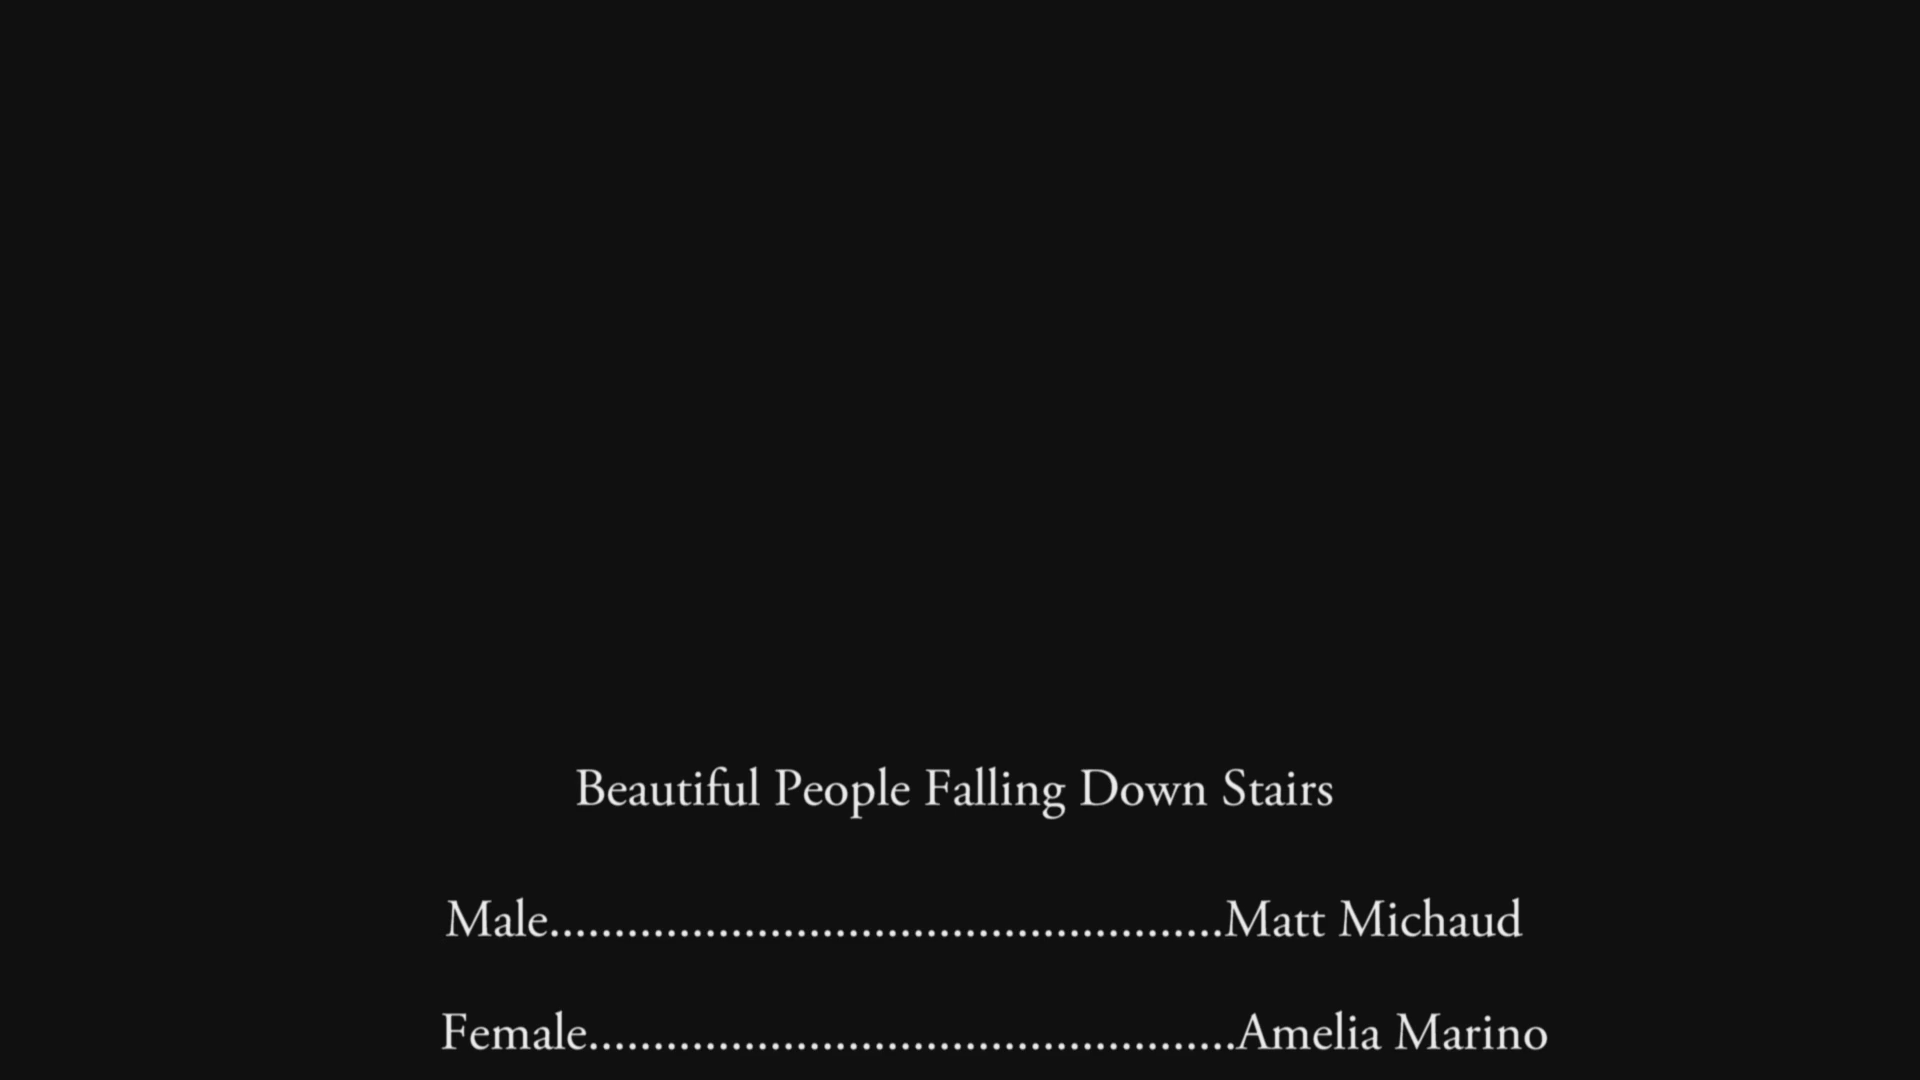 Beautiful People Falling Down Stairs
Male....................................................Matt Michaud
Female..................................................Amelia Marino